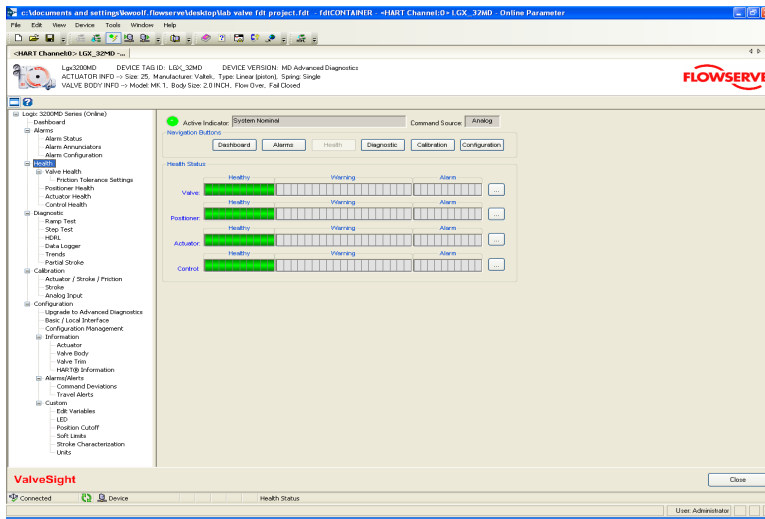 c:\documents and settings\kwoolf.flowserve\desktop\lab valve fdt project.fdt - fdtCONTAINER - <HART Channel:0> LGX_32MD - Online Parameter
File Edit View Device Tools Window Help
<HART Channel:0> LGX_32MD -...
Lgx3200MD DEVICE TAG ID: LGX_32MD DEVICE VERSION: MD Advanced Diagnostics
ACTUATOR INFO --> Size: 25, Manufacturer: Valtek, Type: Linear (piston), Spring: Single
VALVE BODY INFO --> Model: MK 1, Body Size: 2.0 INCH, Flow Over, Fail Closed
FLOWSERVE
Logix 3200MD Series (Online)
Dashboard
Alarms
Alarm Status
Alarm Annunciators
Alarm Configuration
Health
Valve Health
Friction Tolerance Settings
Positioner Health
Actuator Health
Control Health
Diagnostic
Ramp Test
Step Test
HDRL
Data Logger
Trends
Partial Stroke
Calibration
Actuator / Stroke / Friction
Stroke
Analog Input
Configuration
Upgrade to Advanced Diagnostics
Basic / Local Interface
Configuration Management
Information
Actuator
Valve Body
Valve Trim
HART® Information
Alarms/Alerts
Command Deviations
Travel Alerts
Custom
Edit Variables
LED
Position Cutoff
Soft Limits
Stroke Characterization
Units
Active Indicator: System Nominal Command Source: Analog
Navigation Buttons
Dashboard Alarms Health Diagnostic Calibration Configuration
Health Status
Healthy Warning Alarm
Valve: ...
Healthy Warning Alarm
Positioner: ...
Healthy Warning Alarm
Actuator: ...
Healthy Warning Alarm
Control: ...
ValveSight
Close
Connected Device Health Status
User: Administrator